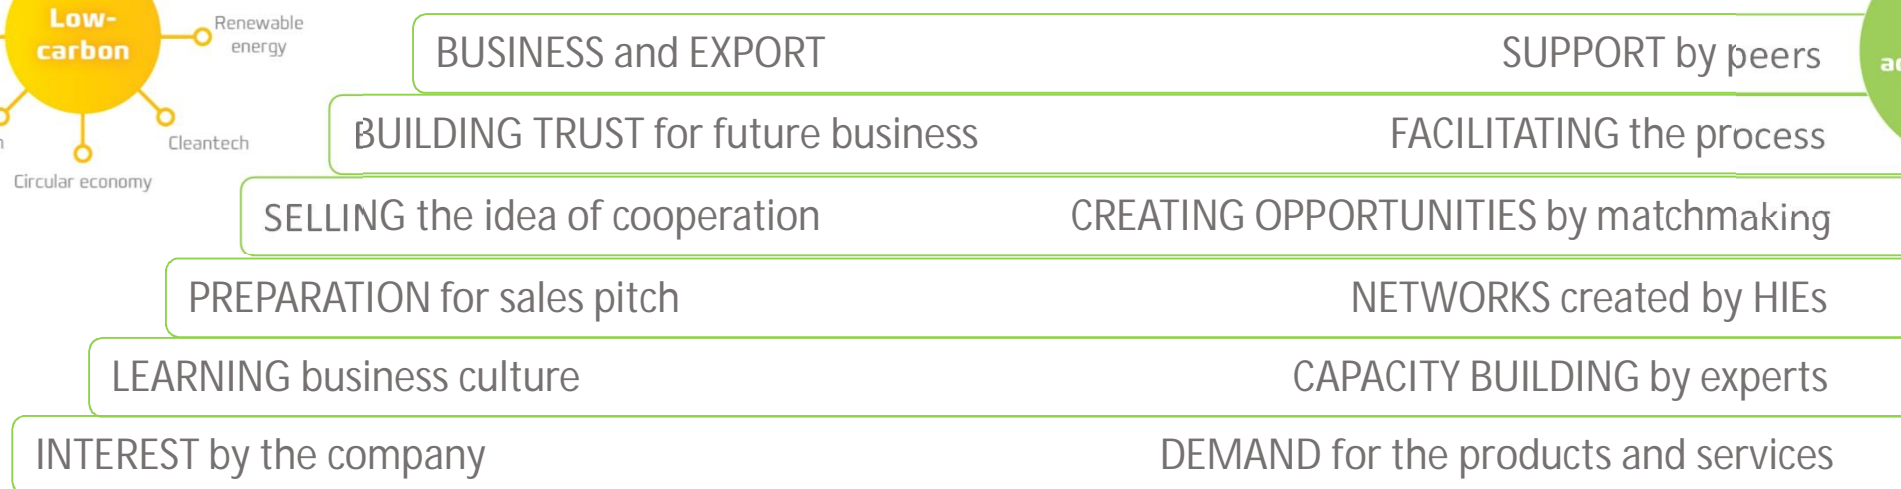 Low-
carbon
Renewable
energy
Cleantech
Circular economy
BUSINESS and EXPORT SUPPORT by peers
BUILDING TRUST for future business FACILITATING the process
SELLING the idea of cooperation CREATING OPPORTUNITIES by matchmaking
PREPARATION for sales pitch NETWORKS created by HIEs
LEARNING business culture CAPACITY BUILDING by experts
INTEREST by the company DEMAND for the products and services